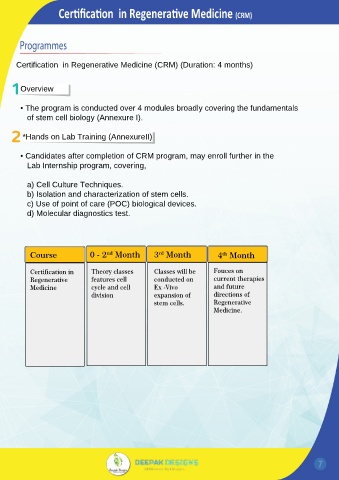 Certification in Regenerative Medicine (CRM)
Programmes
Certification in Regenerative Medicine (CRM) (Duration: 4 months)
1 Overview
• The program is conducted over 4 modules broadly covering the fundamentals
of stem cell biology (Annexure I).
2 *Hands on Lab Training (AnnexureII)
• Candidates after completion of CRM program, may enroll further in the
Lab Internship program, covering,
a) Cell Culture Techniques.
b) Isolation and characterization of stem cells.
c) Use of point of care (POC) biological devices.
d) Molecular diagnostics test.
Course 0 - 2nd Month 3rd Month 4th Month
Certification in Theory classes Classes will be Fouces on
Regenerative features cell conducted on current therapies
Medicine cycle and cell Ex -Vivo and future
division expansion of directions of
stem cells. Regenerative
Medicine.
DEEPAK DESIGNS
7